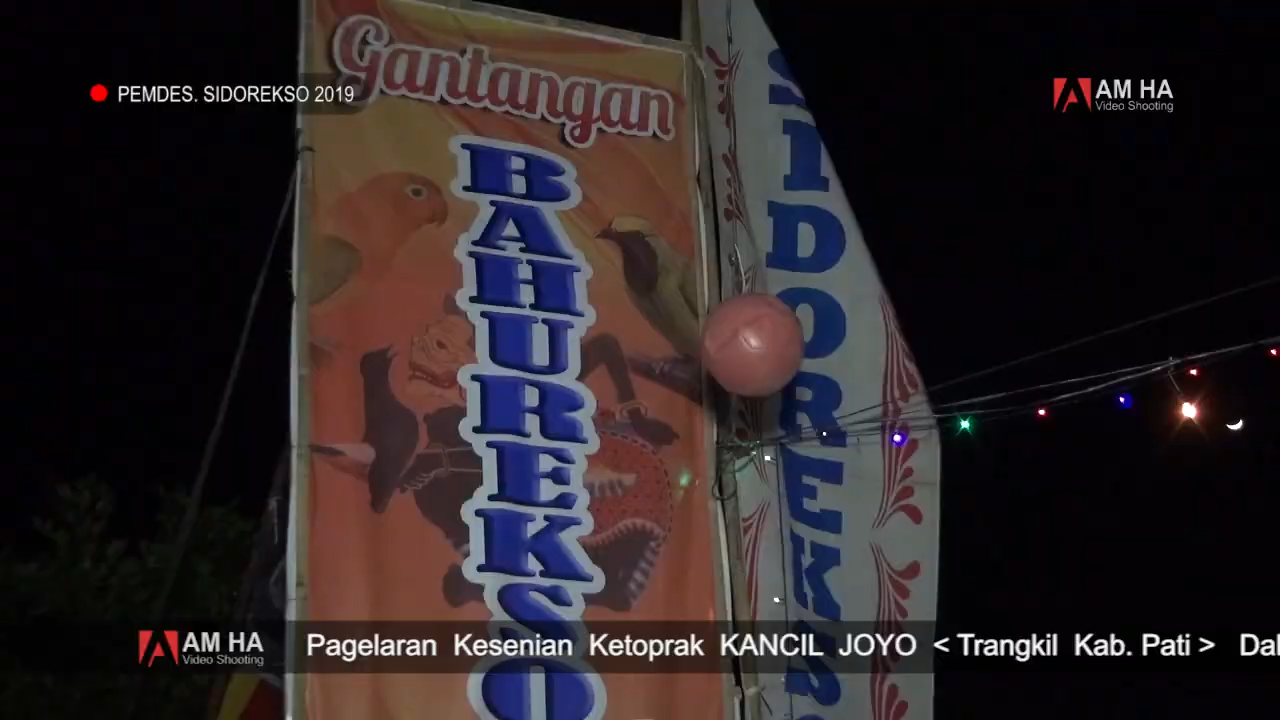 Gantangan
BAHUREKSO
SIDOREKSO
PEMDES. SIDOREKSO 2019
AM HA
Video Shooting
AM HA
Video Shooting
Pagelaran Kesenian Ketoprak KANCIL JOYO < Trangkil Kab. Pati >